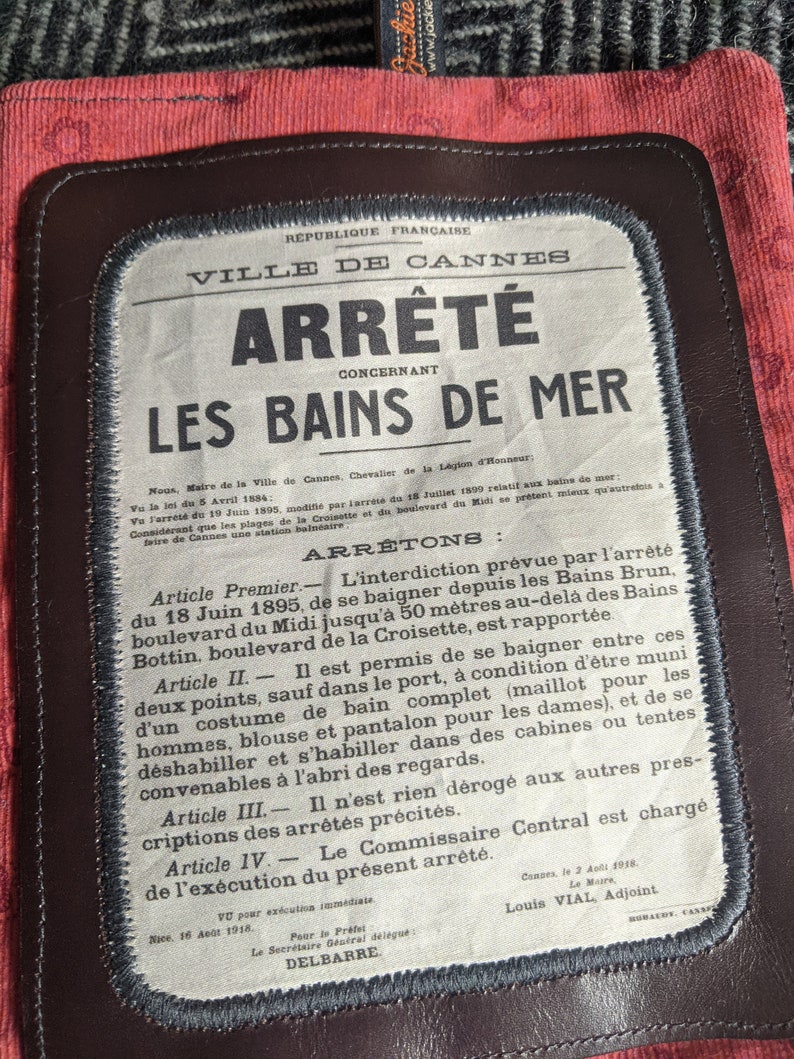 Jackie
www.jackie
RÉPUBLIQUE FRANÇAISE
VILLE DE CANNES
ARRÊTÉ
CONCERNANT
LES BAINS DE MER
Nous, Maire de la Ville de Cannes, Chevalier de la Légion d'Honneur;
Vu la loi du 5 Avril 1884;
Vu l'arrêté du 19 Juin 1895, modifié par l'arrêté du 18 Juillet 1899 relatif aux bains de mer;
Considérant que les plages de la Croisette et du boulevard du Midi se prêtent mieux qu'autrefois à
faire de Cannes une station balnéaire;
ARRÊTONS :
Article Premier.— L'interdiction prévue par l'arrêté
du 18 Juin 1895, de se baigner depuis les Bains Brun,
boulevard du Midi jusqu'à 50 mètres au-delà des Bains
Bottin, boulevard de la Croisette, est rapportée
Article II. — Il est permis de se baigner entre ces
deux points, sauf dans le port, à condition d'être muni
d'un costume de bain complet (maillot pour les
hommes, blouse et pantalon pour les dames), et de se
déshabiller et s'habiller dans des cabines ou tentes
convenables à l'abri des regards.
Article III.— Il n'est rien dérogé aux autres pres-
criptions des arrêtés précités.
Article IV. — Le Commissaire Central est chargé
de l'exécution du présent arrêté.
Cannes, le 2 Août 1918.
Le Maire,
Louis VIAL, Adjoint
VU pour exécution immédiate.
Nice, 16 Août 1918.
Pour le Préfet :
Le Secrétaire Général délégué :
DELBARRE.
ROBAUDY, CANNES